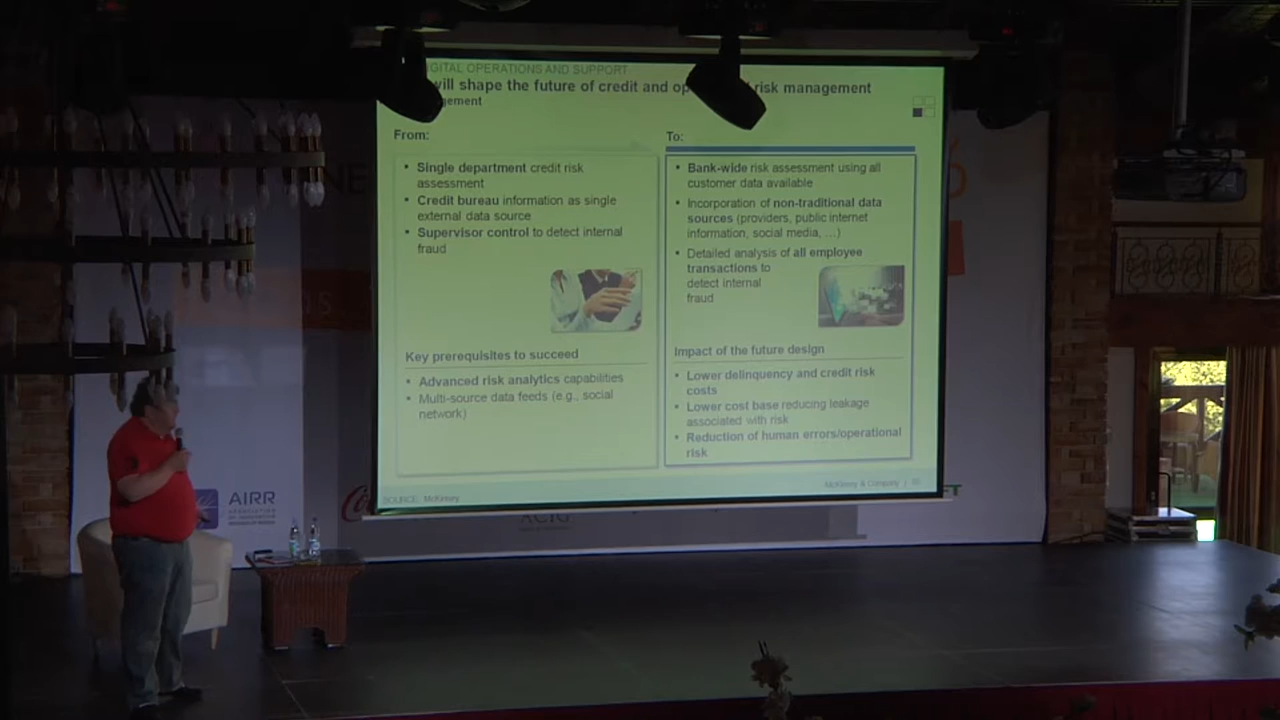 IGITAL OPERATIONS AND SUPPORT
will shape the future of credit and risk management
From:
Single department credit risk
assessment
Credit bureau information as single
external data source
Supervisor control to detect internal
fraud
Key prerequisites to succeed
Advanced risk analytics capabilities
Multi-source data feeds (e.g., social
network)
To:
Bank-wide risk assessment using all
customer data available
Incorporation of non-traditional data
sources (providers, public internet
information, social media, ...)
Detailed analysis of all employee
transactions to
detect internal
fraud
Impact of the future design
Lower delinquency and credit risk
costs
Lower cost base reducing leakage
associated with risk
Reduction of human errors/operational
risk
SOURCE: McKinsey
McKinsey & Company |
AIRR